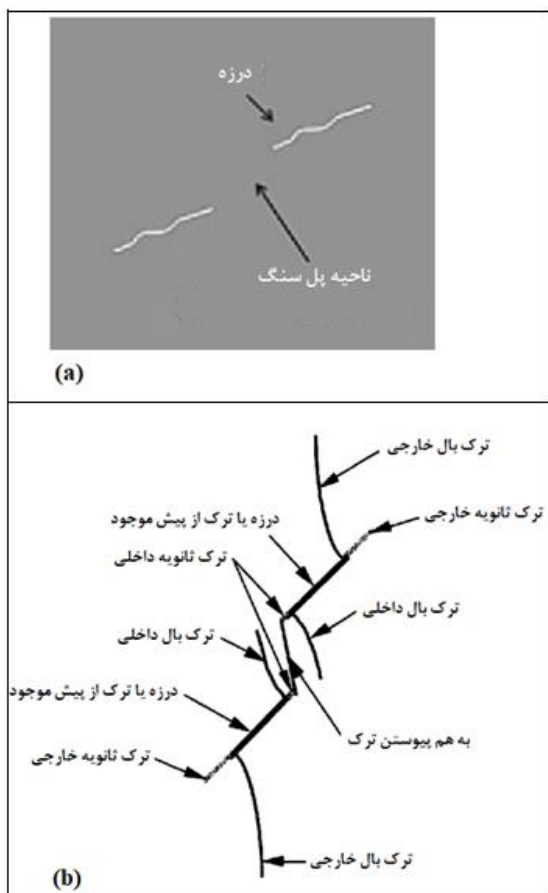 درزه
ناحیه پل سنگ
(a)
ترک بال خارجی
ترک ثانویه خارجی
درزه یا ترک از پیش موجود
ترک ثانویه داخلی
ترک بال داخلی
ترک بال داخلی
درزه یا ترک از پیش موجود
به هم پیوستن ترک
ترک ثانویه خارجی
ترک بال خارجی
(b)